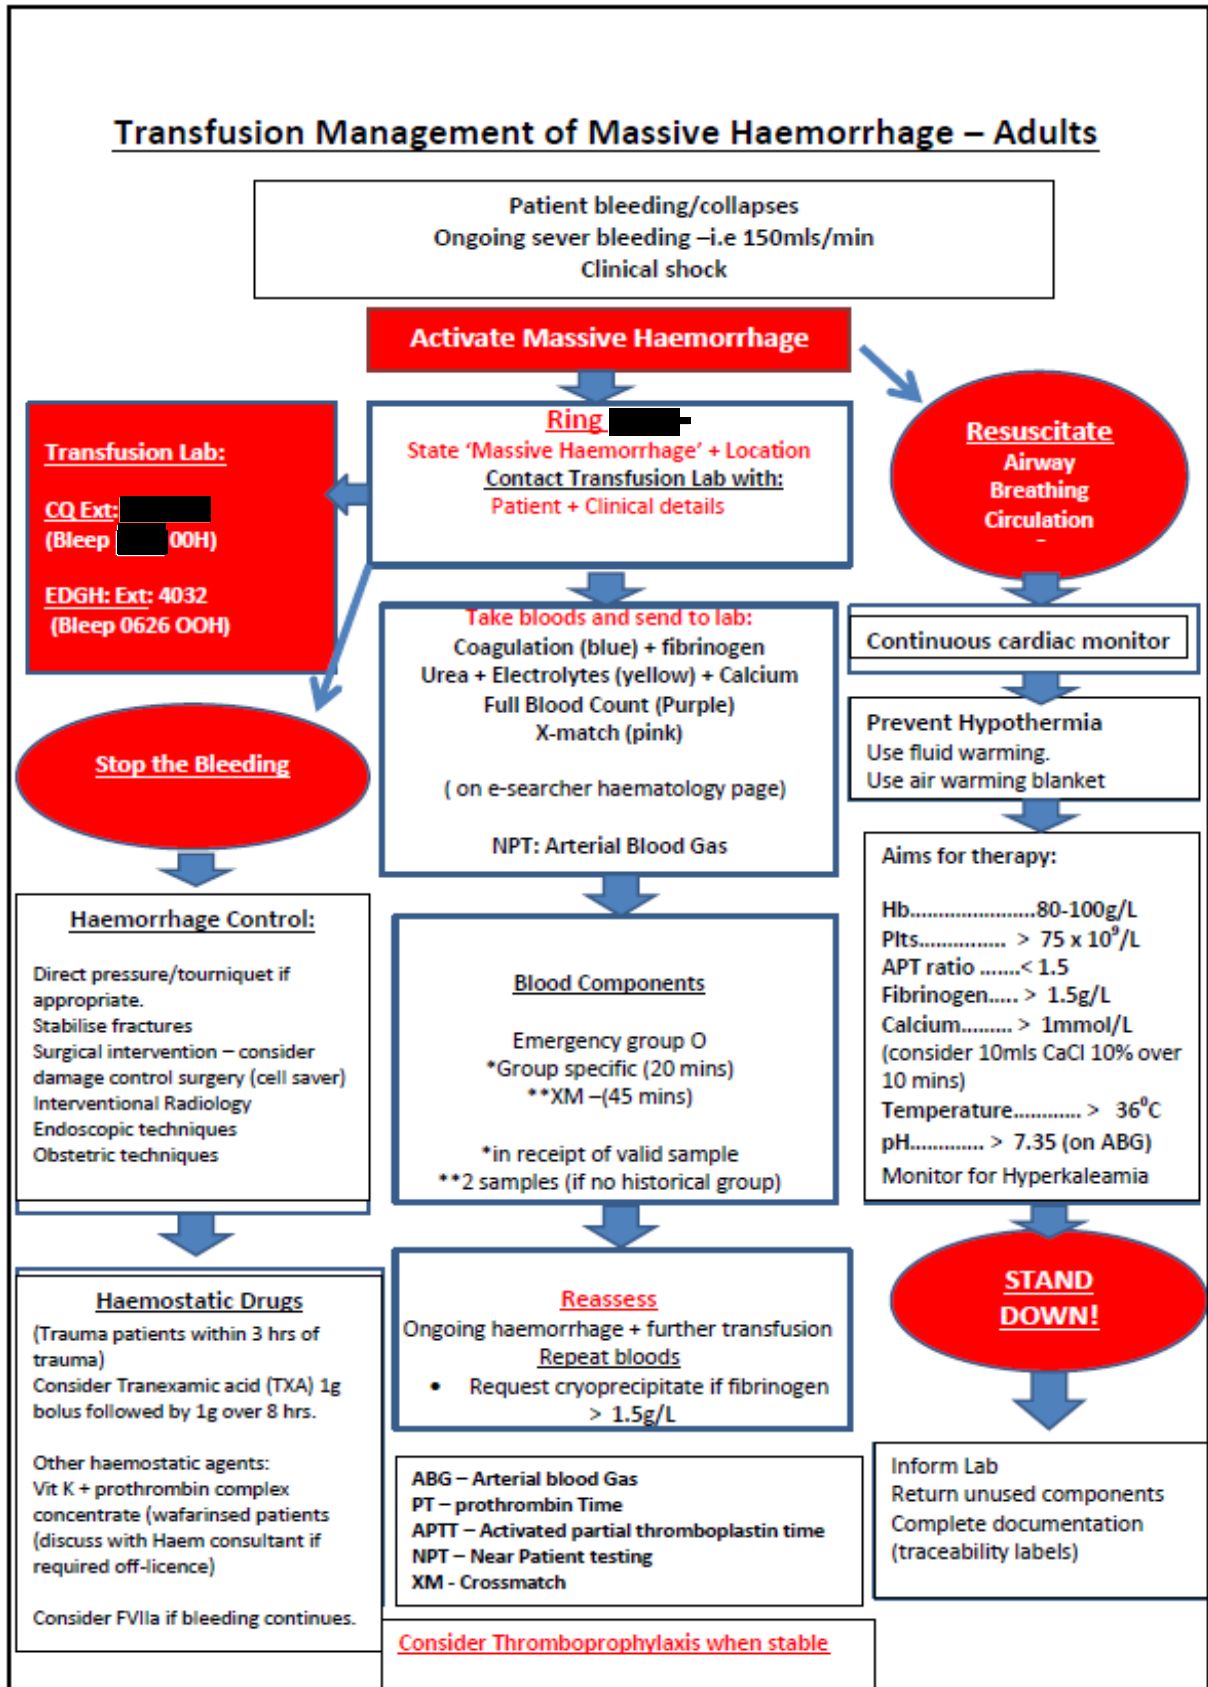 Transfusion Management of Massive Haemorrhage – Adults
Patient bleeding/collapses
Ongoing sever bleeding –i.e 150mls/min
Clinical shock
Activate Massive Haemorrhage
Ring
State ‘Massive Haemorrhage’ + Location
Contact Transfusion Lab with:
Patient + Clinical details
Transfusion Lab:
CQ Ext:
(Bleep 00H)
EDGH: Ext: 4032
(Bleep 0626 OOH)
Resuscitate
Airway
Breathing
Circulation
Take bloods and send to lab:
Coagulation (blue) + fibrinogen
Urea + Electrolytes (yellow) + Calcium
Full Blood Count (Purple)
X-match (pink)
( on e-searcher haematology page)
NPT: Arterial Blood Gas
Continuous cardiac monitor
Prevent Hypothermia
Use fluid warming.
Use air warming blanket
Stop the Bleeding
Aims for therapy:
Hb......................80-100g/L
Plts............... > 75 x 10⁹/L
APT ratio .......< 1.5
Fibrinogen..... > 1.5g/L
Calcium......... > 1mmol/L
(consider 10mls CaCl 10% over
10 mins)
Temperature............ > 36⁰C
pH............. > 7.35 (on ABG)
Monitor for Hyperkaleamia
Haemorrhage Control:
Direct pressure/tourniquet if
appropriate.
Stabilise fractures
Surgical intervention – consider
damage control surgery (cell saver)
Interventional Radiology
Endoscopic techniques
Obstetric techniques
Blood Components
Emergency group O
*Group specific (20 mins)
**XM –(45 mins)
*in receipt of valid sample
**2 samples (if no historical group)
Haemostatic Drugs
(Trauma patients within 3 hrs of
trauma)
Consider Tranexamic acid (TXA) 1g
bolus followed by 1g over 8 hrs.
Other haemostatic agents:
Vit K + prothrombin complex
concentrate (wafarinsed patients
(discuss with Haem consultant if
required off-licence)
Consider FVIIa if bleeding continues.
Reassess
Ongoing haemorrhage + further transfusion
Repeat bloods
• Request cryoprecipitate if fibrinogen
> 1.5g/L
STAND
DOWN!
ABG – Arterial blood Gas
PT – prothrombin Time
APTT – Activated partial thromboplastin time
NPT – Near Patient testing
XM - Crossmatch
Inform Lab
Return unused components
Complete documentation
(traceability labels)
Consider Thromboprophylaxis when stable